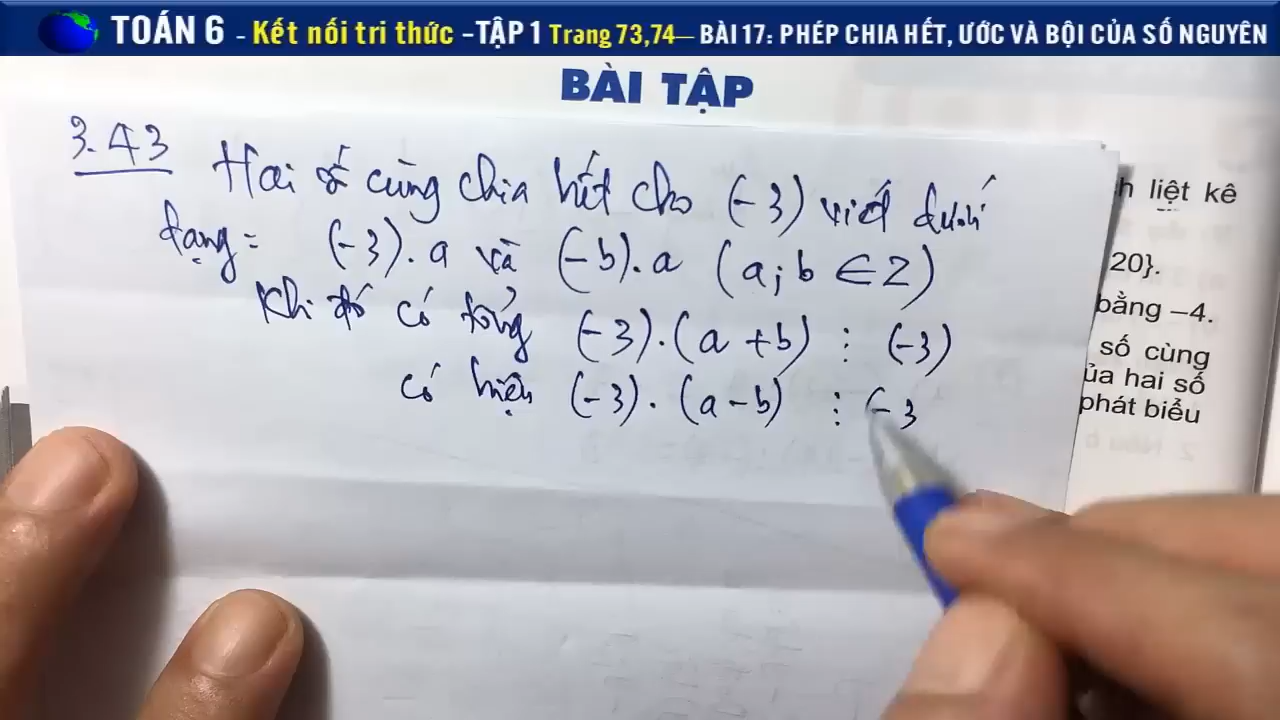 TOÁN 6 - Kết nối tri thức -TẬP 1 Trang 73,74— BÀI 17: PHÉP CHIA HẾT, ƯỚC VÀ BỘI CỦA SỐ NGUYÊN
BÀI TẬP
3.43 Hai số cùng chia hết cho (-3) viết dưới
dạng: (-3).a và (-b).a (a;b ∈ Z)
Khi đó có tổng (-3).(a+b) ⋮ (-3)
có hiệu (-3).(a-b) ⋮ (-3
liệt kê
20}.
bằng –4.
số cùng
ủa hai số
phát biểu